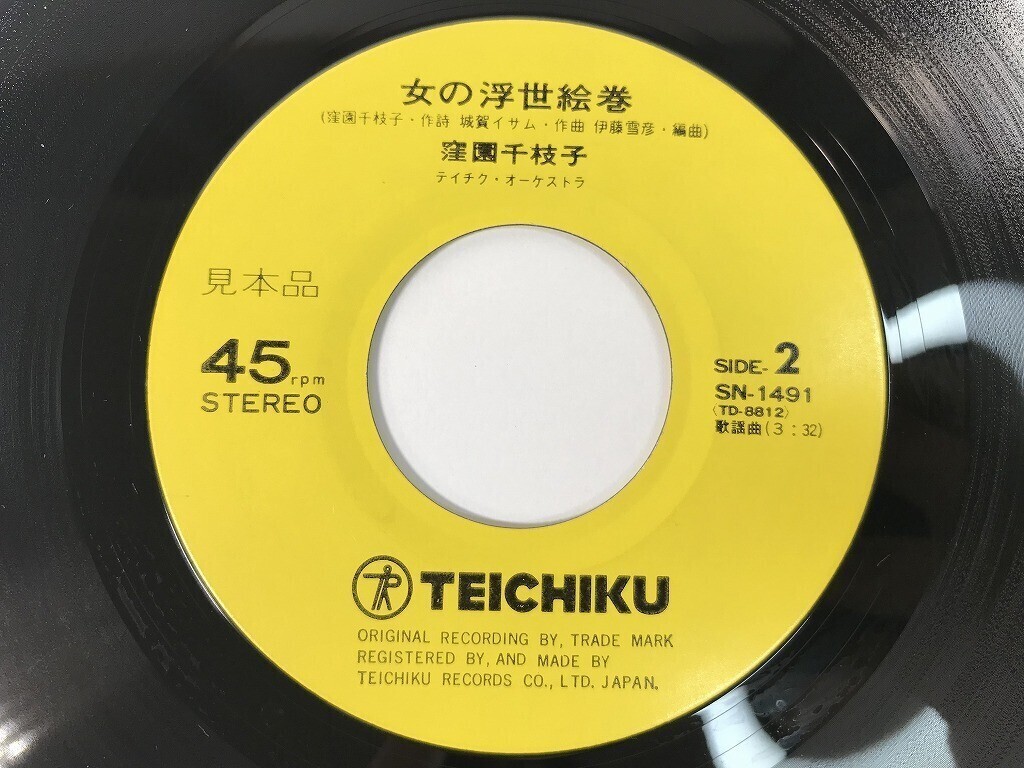 女の浮世絵巻
(窪園千枝子・作詩 城賀イサム・作曲 伊藤雪彦・編曲)
窪園千枝子
テイチク・オーケストラ
見本品
45rpm
STEREO
SIDE-2
SN-1491
〈TD-8812〉
歌謡曲(3:32)
TEICHIKU
ORIGINAL RECORDING BY, TRADE MARK
REGISTERED BY, AND MADE BY
TEICHIKU RECORDS CO., LTD. JAPAN.